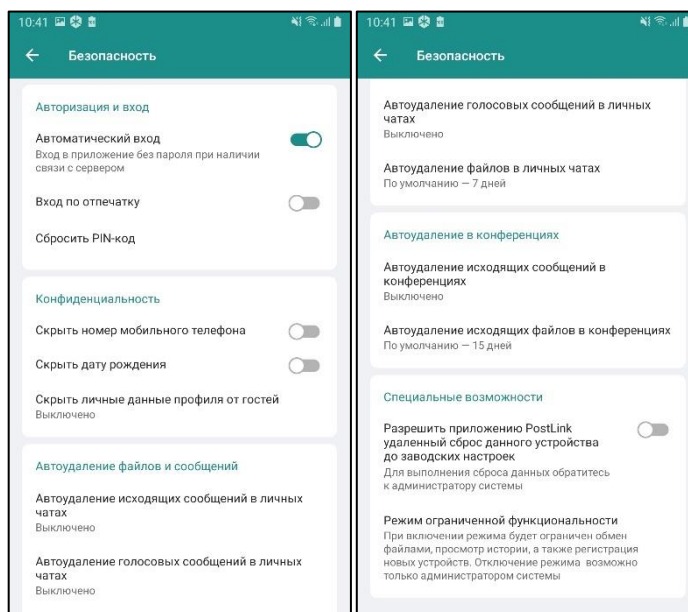 10:41
Безопасность
Авторизация и вход
Автоматический вход
Вход в приложение без пароля при наличии
связи с сервером
Вход по отпечатку
Сбросить PIN-код
Конфиденциальность
Скрыть номер мобильного телефона
Скрыть дату рождения
Скрыть личные данные профиля от гостей
Выключено
Автоудаление файлов и сообщений
Автоудаление исходящих сообщений в личных
чатах
Выключено
Автоудаление голосовых сообщений в личных
чатах
Выключено
10:41
Безопасность
Автоудаление голосовых сообщений в личных
чатах
Выключено
Автоудаление файлов в личных чатах
По умолчанию — 7 дней
Автоудаление в конференциях
Автоудаление исходящих сообщений в
конференциях
Выключено
Автоудаление исходящих файлов в конференциях
По умолчанию — 15 дней
Специальные возможности
Разрешить приложению PostLink
удаленный сброс данного устройства
до заводских настроек
Для выполнения сброса данных обратитесь
к администратору системы
Режим ограниченной функциональности
При включении режима будет ограничен обмен
файлами, просмотр истории, а также регистрация
новых устройств. Отключение режима возможно
только администратором системы